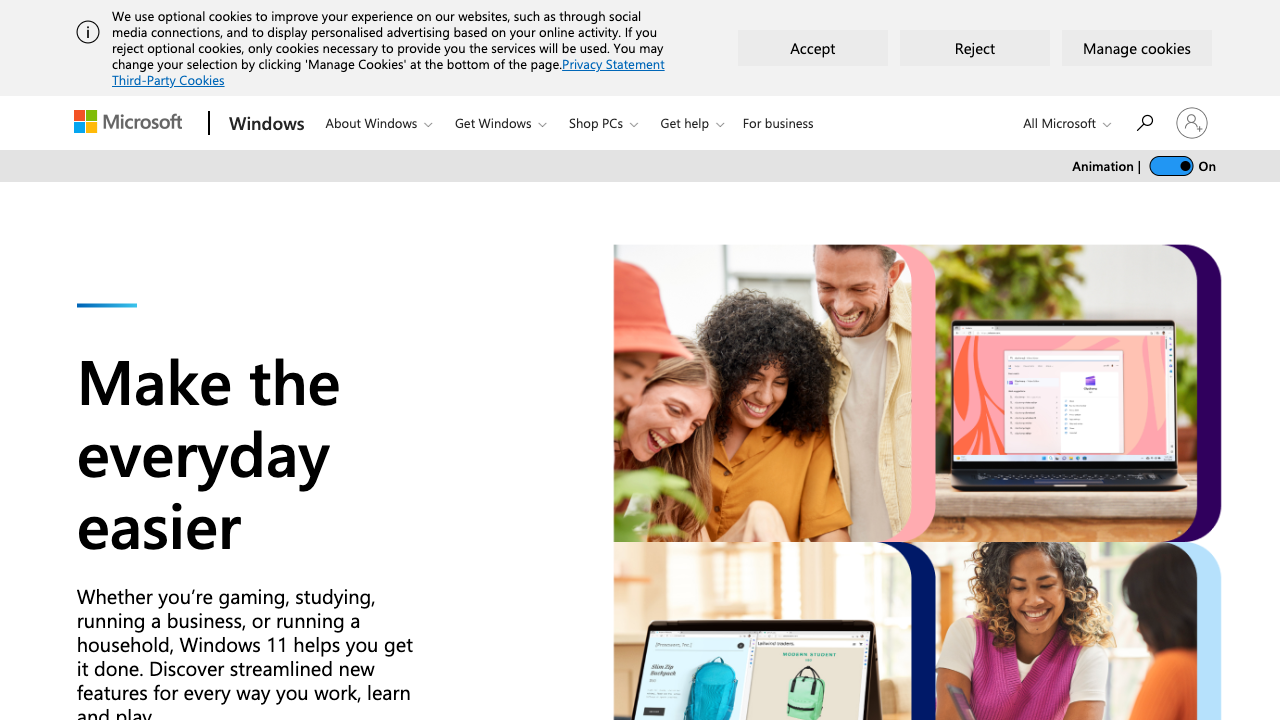 We use optional cookies to improve your experience on our websites, such as through social
media connections, and to display personalised advertising based on your online activity. If you
reject optional cookies, only cookies necessary to provide you the services will be used. You may
change your selection by clicking 'Manage Cookies' at the bottom of the page.Privacy Statement
Third-Party Cookies
Accept
Reject
Manage cookies
Microsoft
Windows
About Windows
Get Windows
Shop PCs
Get help
For business
All Microsoft
Animation |
On
Make the
everyday
easier
Whether you’re gaming, studying,
running a business, or running a
household, Windows 11 helps you get
it done. Discover streamlined new
features for every way you work, learn
and play.
Slim Zip
Backpack
MODERN STUDENT